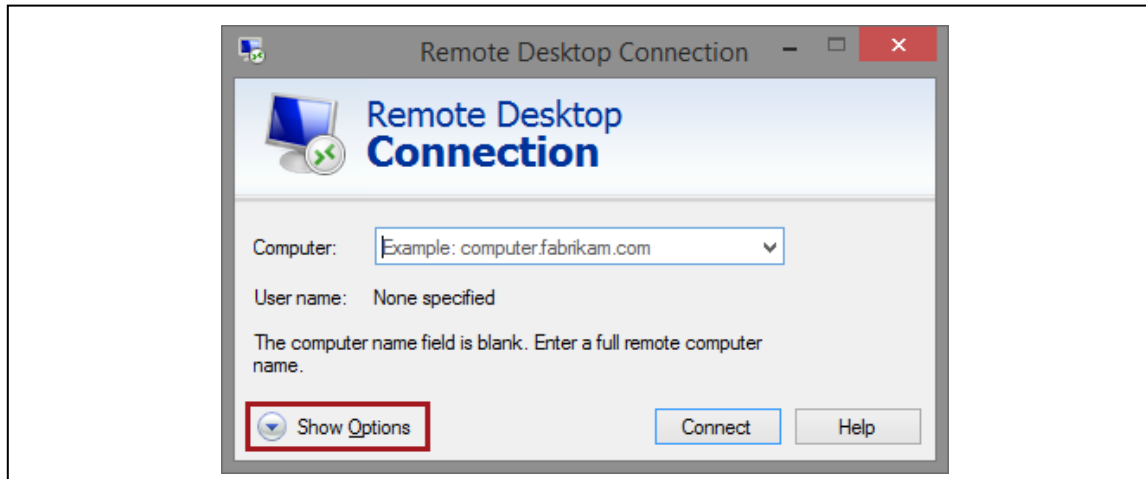 Remote Desktop Connection
Remote Desktop
Connection
Computer: Example: computer.fabrikam.com
User name: None specified
The computer name field is blank. Enter a full remote computer
name.
Show Options Connect Help